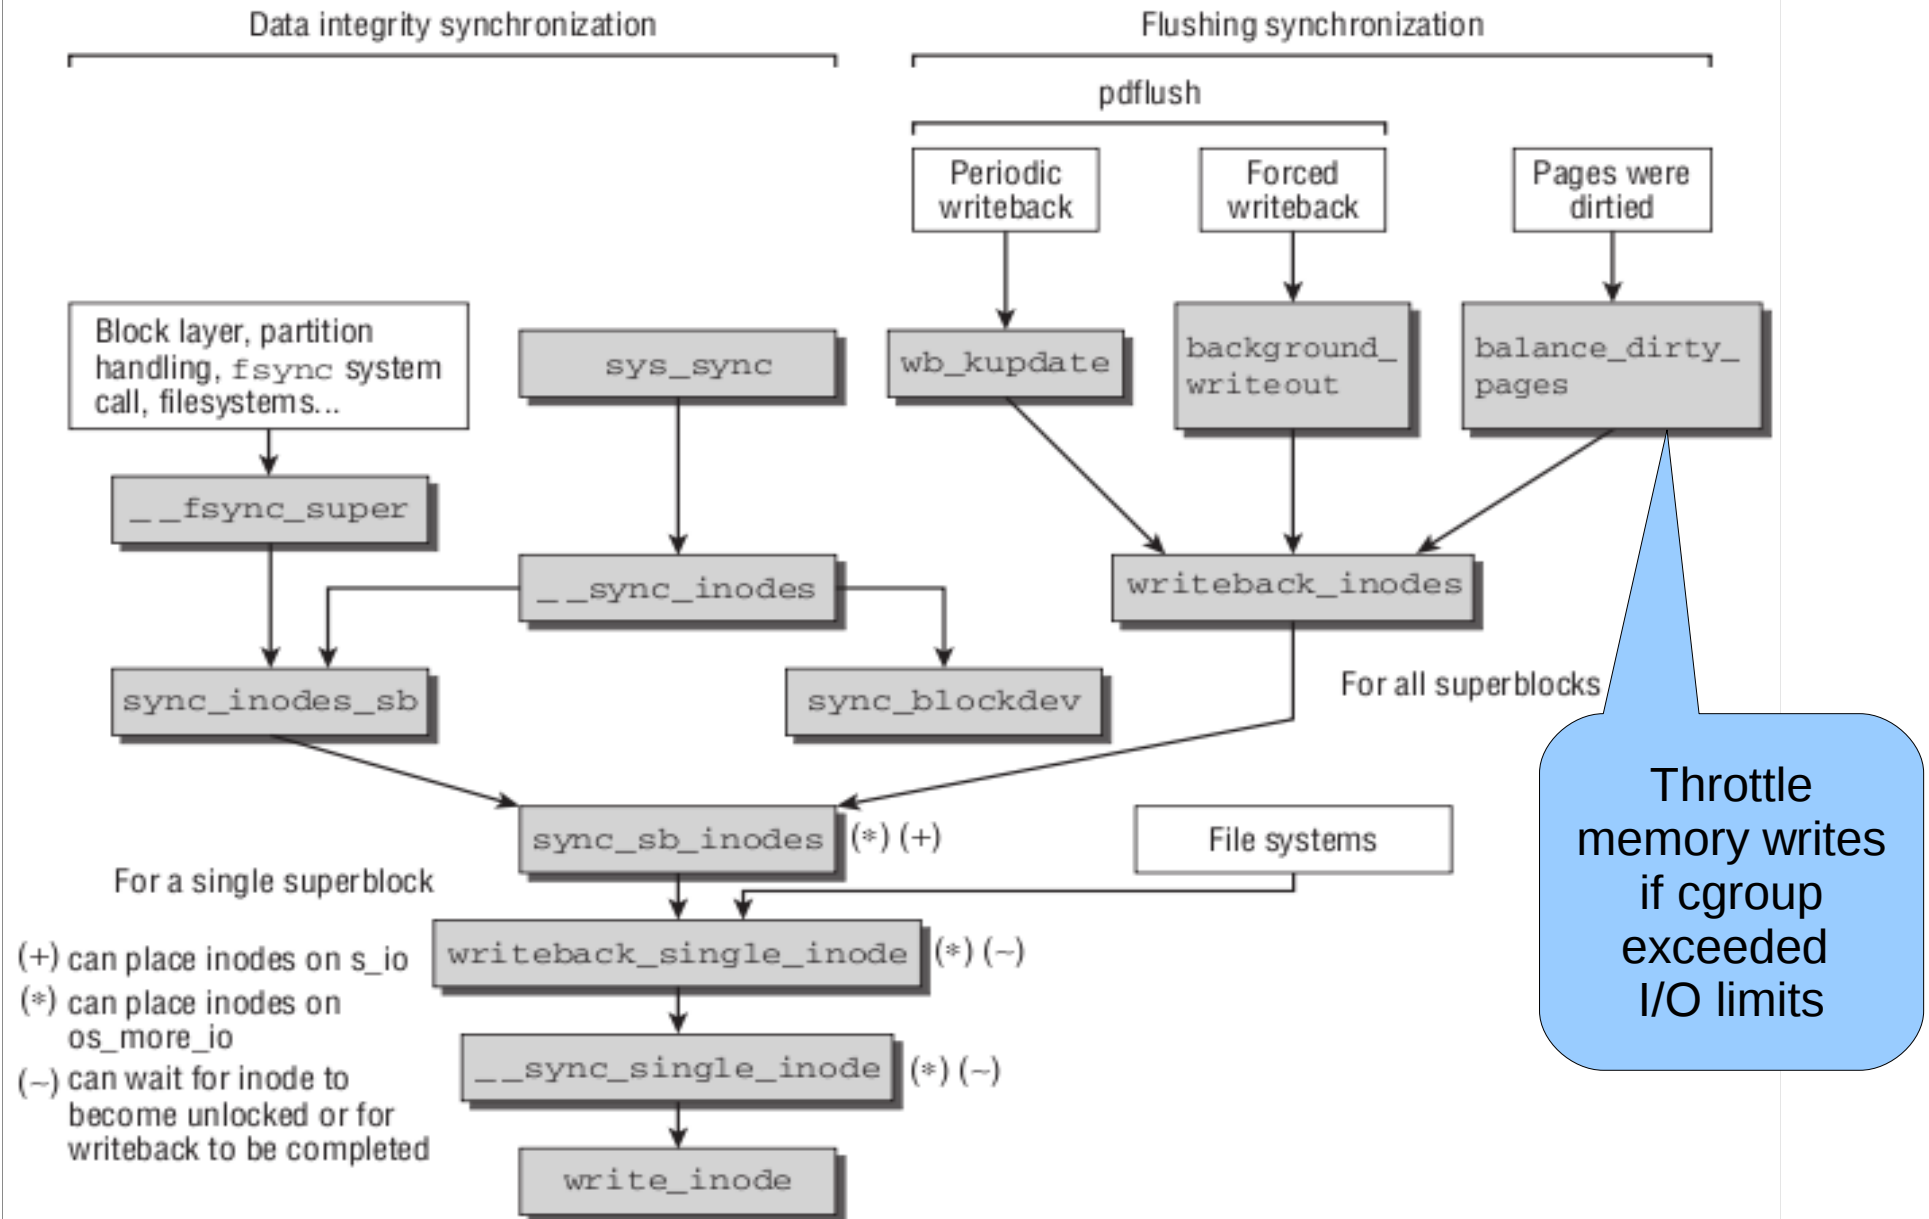 Data integrity synchronization
Flushing synchronization
pdflush
Periodic
writeback
Forced
writeback
Pages were
dirtied
Block layer, partition
handling, fsync system
call, filesystems...
sys_sync
wb_kupdate
background_
writeout
balance_dirty_
pages
__fsync_super
__sync_inodes
writeback_inodes
sync_inodes_sb
sync_blockdev
For all superblocks
sync_sb_inodes (*) (+)
File systems
For a single superblock
writeback_single_inode (*) (~)
(+) can place inodes on s_io
(*) can place inodes on
os_more_io
(~) can wait for inode to
become unlocked or for
writeback to be completed
__sync_single_inode (*) (~)
write_inode
Throttle
memory writes
if cgroup
exceeded
I/O limits